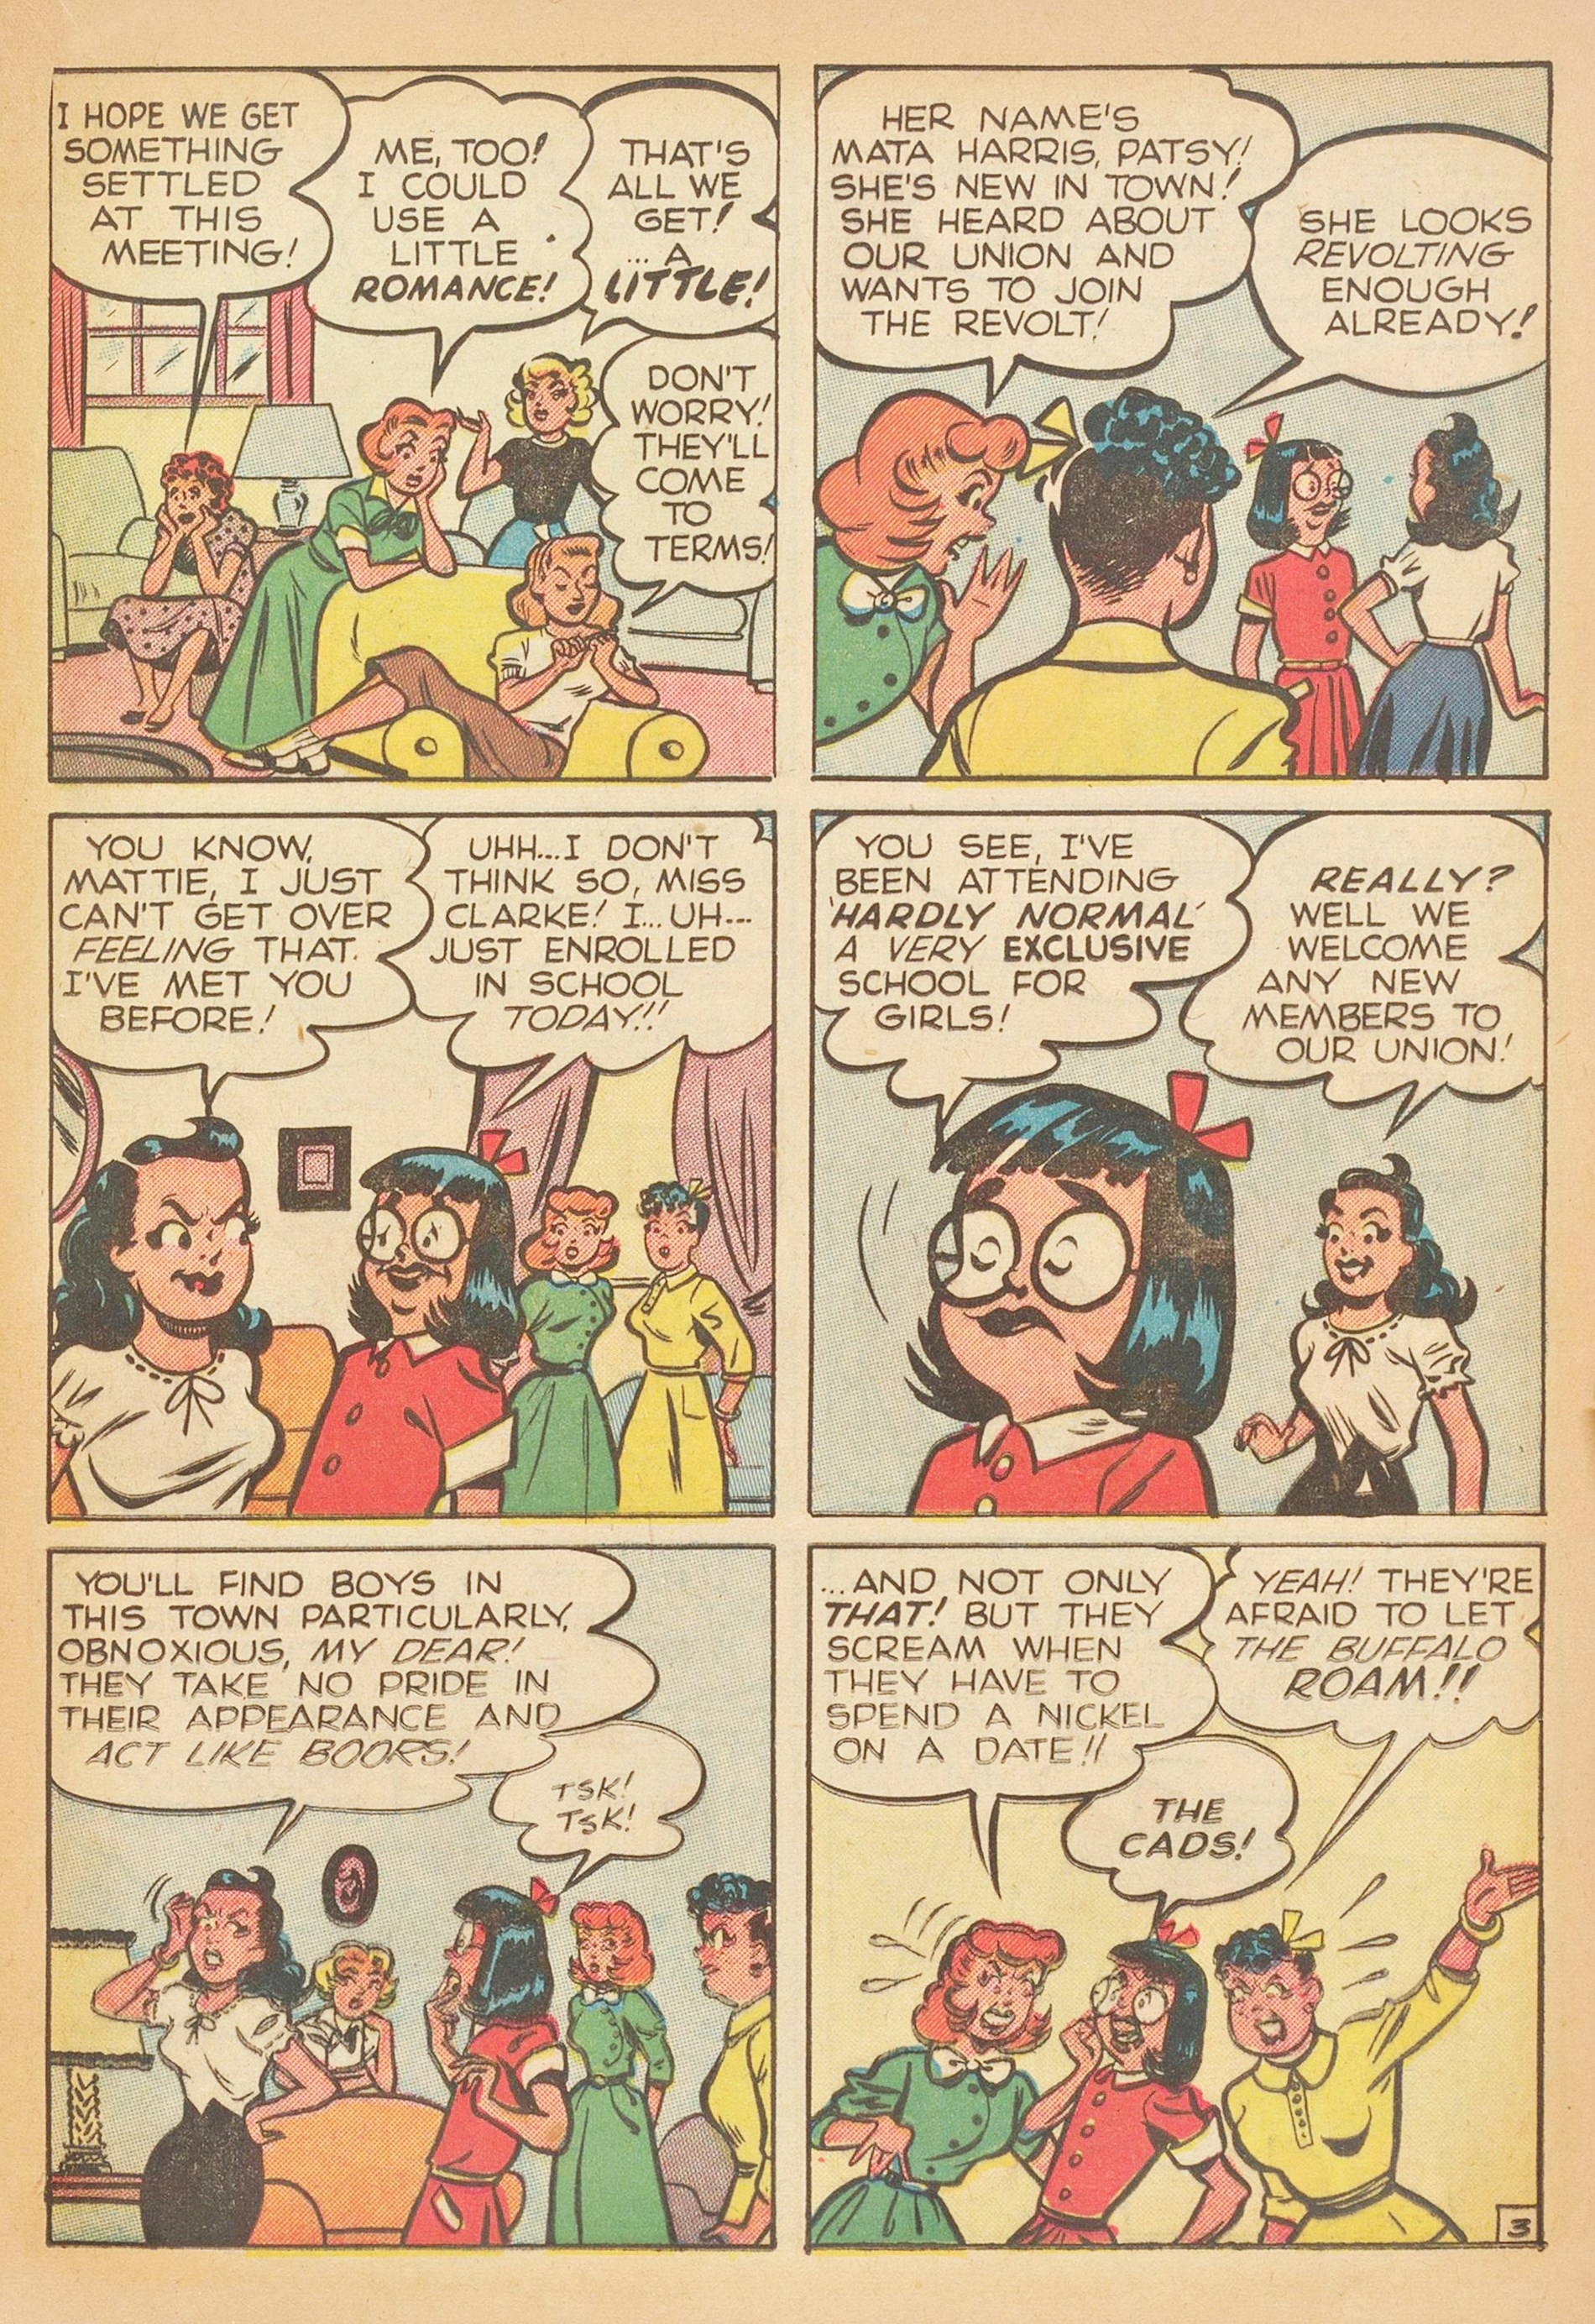 I HOPE WE GET
SOMETHING
SETTLED
AT THIS
MEETING!
ME, TOO!
I COULD
USE A
LITTLE
ROMANCE!
THAT'S
ALL WE
GET!
... A
LITTLE!
DON'T
WORRY!
THEY'LL
COME
TO
TERMS!
HER NAME'S
MATA HARRIS, PATSY!
SHE'S NEW IN TOWN!
SHE HEARD ABOUT
OUR UNION AND
WANTS TO JOIN
THE REVOLT!
SHE LOOKS
REVOLTING
ENOUGH
ALREADY!
YOU KNOW,
MATTIE, I JUST
CAN'T GET OVER
FEELING THAT
I'VE MET YOU
BEFORE!
UHH...I DON'T
THINK SO, MISS
CLARKE! I...UH---
JUST ENROLLED
IN SCHOOL
TODAY!!
YOU SEE, I'VE
BEEN ATTENDING
'HARDLY NORMAL'
A VERY EXCLUSIVE
SCHOOL FOR
GIRLS!
REALLY?
WELL WE
WELCOME
ANY NEW
MEMBERS TO
OUR UNION!
YOU'LL FIND BOYS IN
THIS TOWN PARTICULARLY,
OBNOXIOUS, MY DEAR!
THEY TAKE NO PRIDE IN
THEIR APPEARANCE AND
ACT LIKE BOORS!
TSK!
TSK!
...AND NOT ONLY
THAT! BUT THEY
SCREAM WHEN
THEY HAVE TO
SPEND A NICKEL
ON A DATE!!
THE
CADS!
YEAH! THEY'RE
AFRAID TO LET
THE BUFFALO
ROAM!!
3